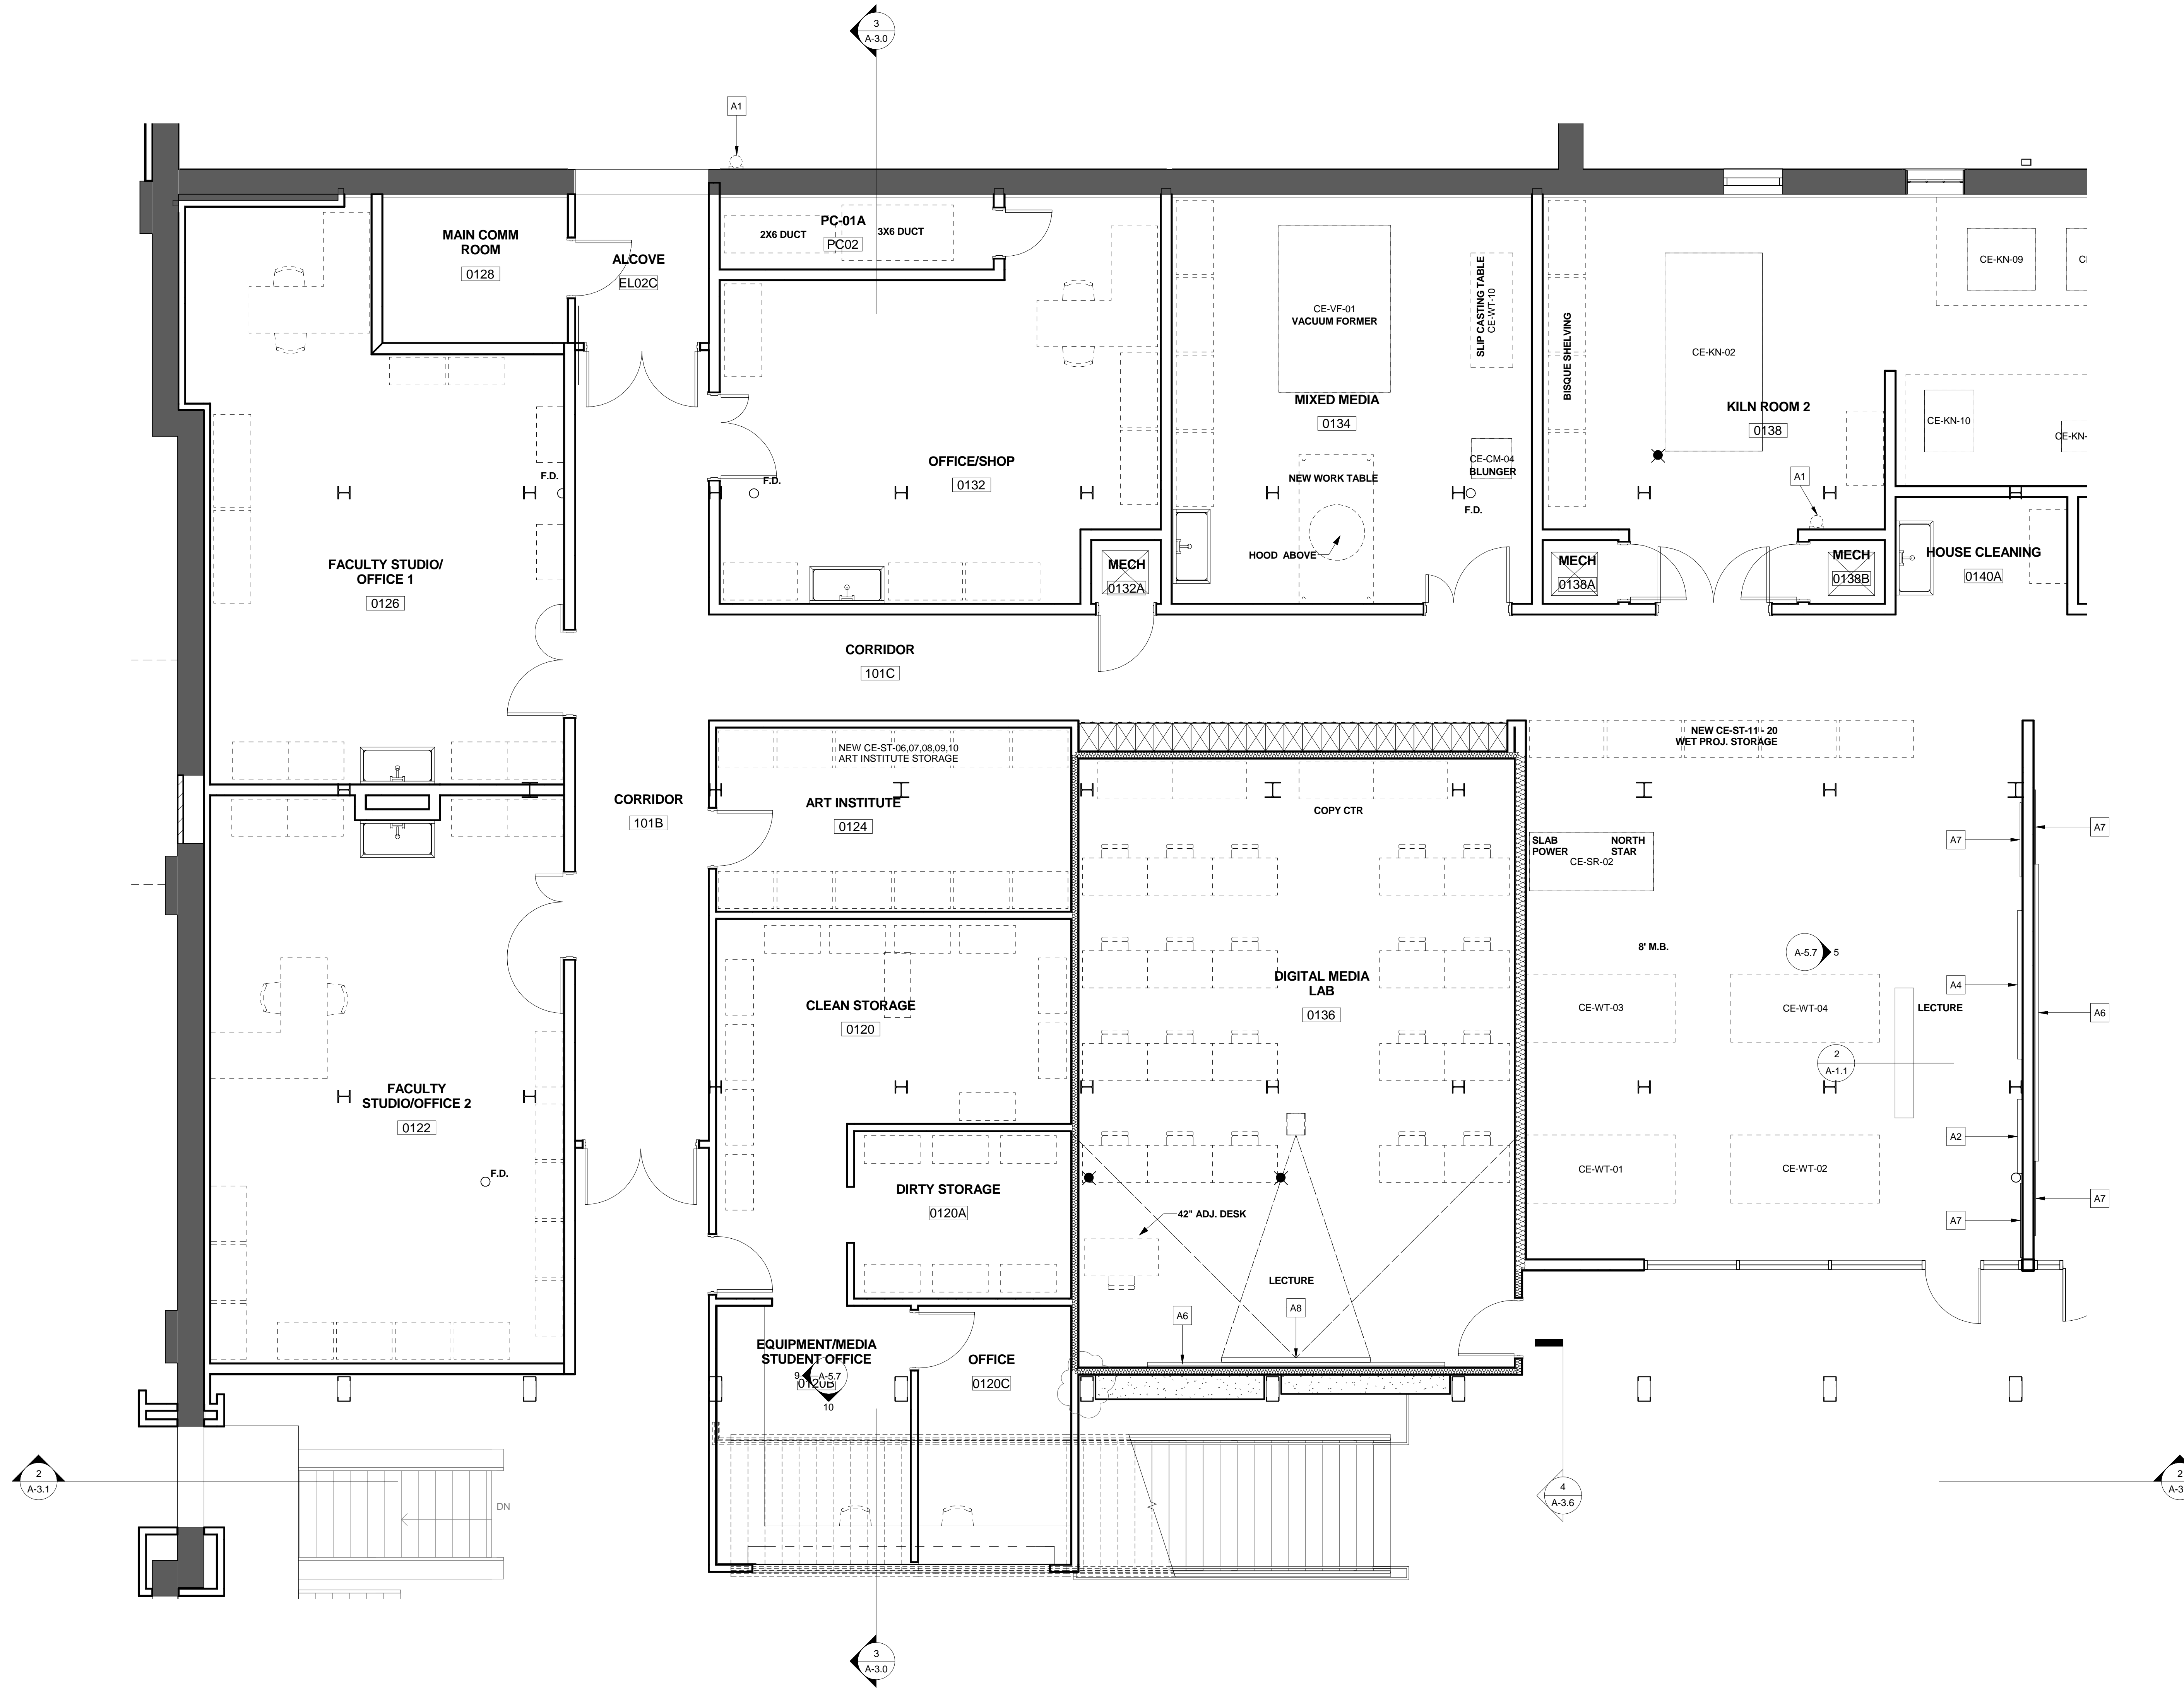 3
A-3.0
A1
MAIN COMM
ROOM
0128
ALCOVE
EL02C
PC-01A
PC02
2X6 DUCT
3X6 DUCT
CE-VF-01
VACUUM FORMER
SLIP CASTING TABLE
CE-WT-10
MIXED MEDIA
0134
BISQUE SHELVING
CE-KN-02
KILN ROOM 2
0138
CE-KN-09
CE-KN-10
CE-KN-
OFFICE/SHOP
0132
F.D.
F.D.
CE-CM-04
BLUNGER
F.D.
NEW WORK TABLE
HOOD ABOVE
A1
FACULTY STUDIO/
OFFICE 1
0126
MECH
0132A
MECH
0138A
MECH
0138B
HOUSE CLEANING
0140A
CORRIDOR
101C
NEW CE-ST-06,07,08,09,10
ART INSTITUTE STORAGE
ART INSTITUTE
0124
CORRIDOR
101B
COPY CTR
NEW CE-ST-11 - 20
WET PROJ. STORAGE
SLAB
POWER
NORTH
STAR
CE-SR-02
A7
A7
8' M.B.
A-5.7
5
CLEAN STORAGE
0120
DIGITAL MEDIA
LAB
0136
CE-WT-03
CE-WT-04
A4
LECTURE
A6
2
A-1.1
FACULTY
STUDIO/OFFICE 2
0122
F.D.
DIRTY STORAGE
0120A
CE-WT-01
CE-WT-02
A2
A7
A7
42" ADJ. DESK
LECTURE
A6
A8
EQUIPMENT/MEDIA
STUDENT OFFICE
0120B
9
A-5.7
10
OFFICE
0120C
2
A-3.1
DN
4
A-3.6
2
A-3
3
A-3.0